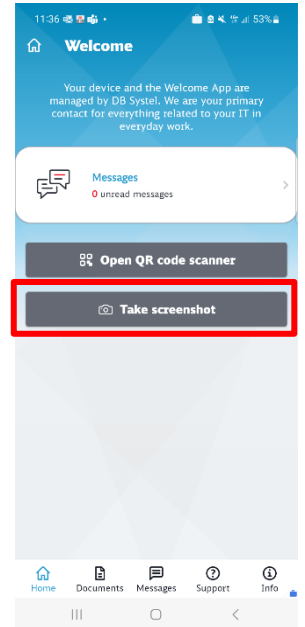 11:36
53%
Welcome
Your device and the Welcome App are
managed by DB Systel. We are your primary
contact for everything related to your IT in
everyday work.
Messages
0 unread messages
Open QR code scanner
Take screenshot
Home Documents Messages Support Info